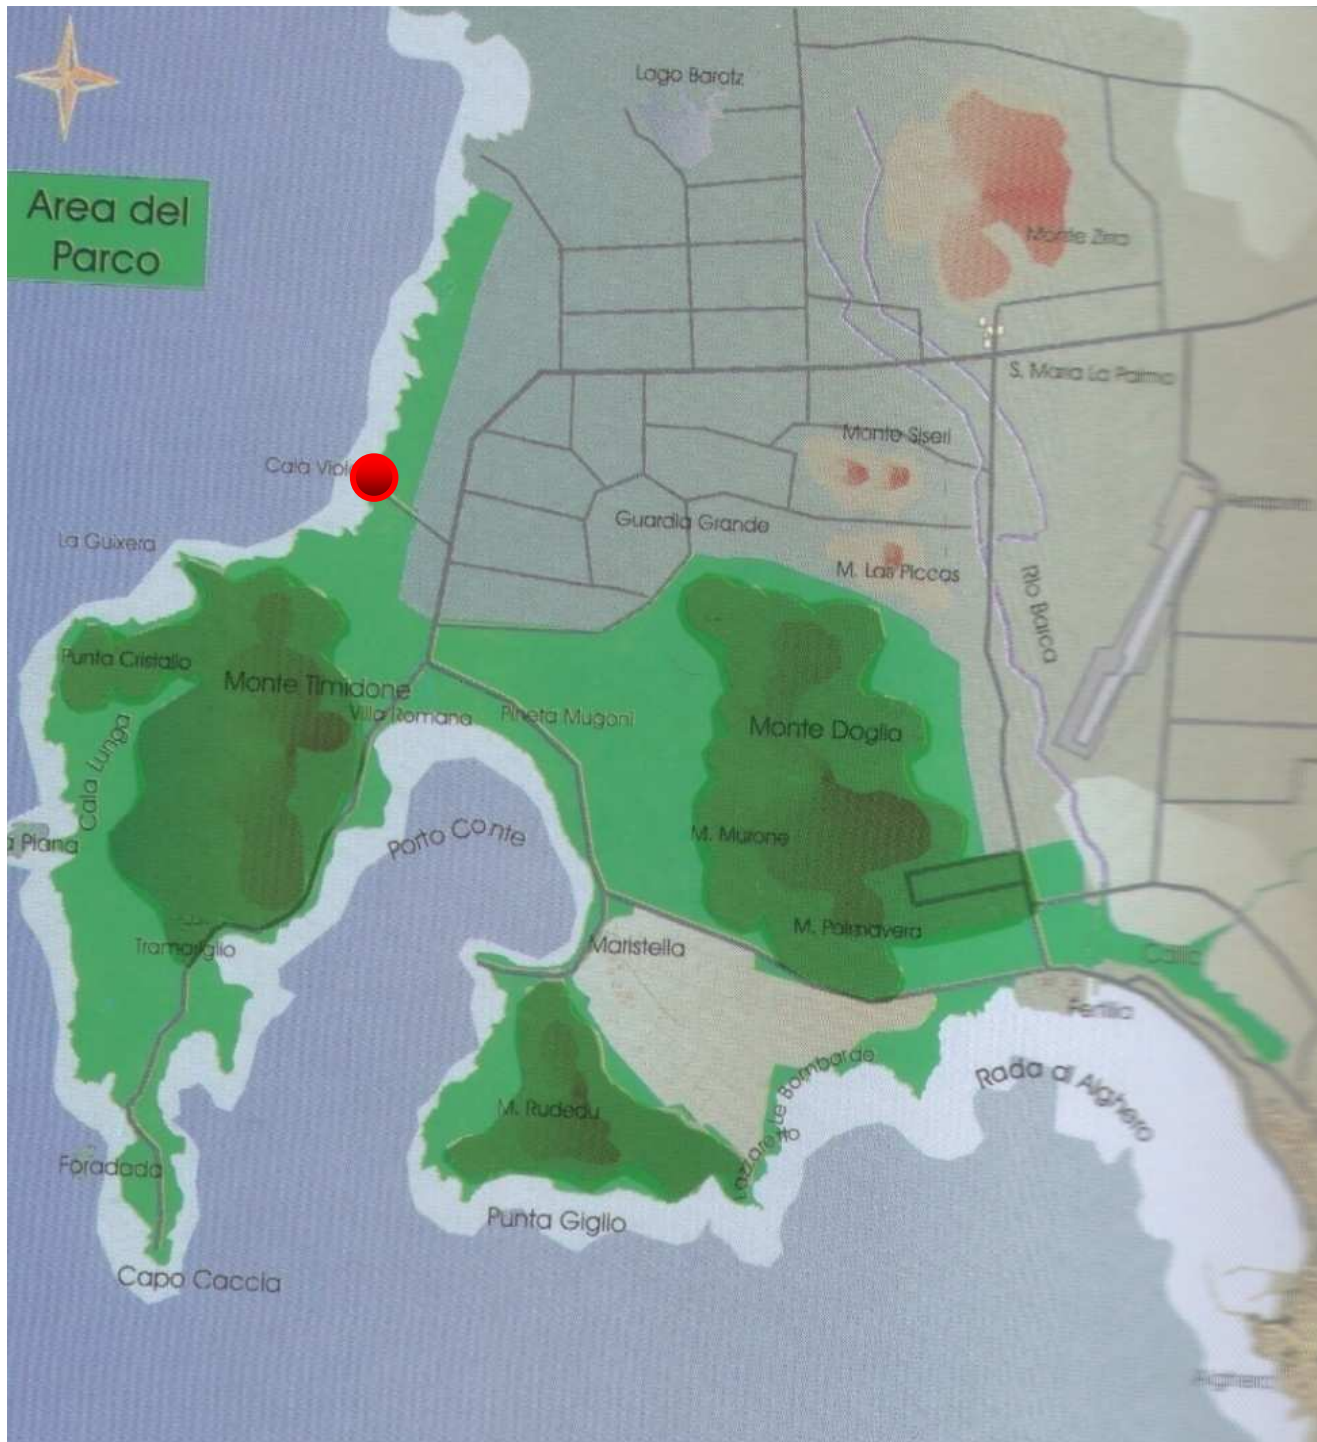 Lago Baratz
Area del
Parco
Monte Zirra
S. Maria La Palma
Monte Siseri
Cala
Guardia Grande
La Guixera
M. Las Piccas
Rio Barca
Punta Cristallo
Monte Timidone
Villa Romana
Pineta Mugoni
Monte Doglia
Cala Lunga
Piana
Porto Conte
M. Murone
M. Palmavera
Tramariglio
Maristella
Calic
Fertilia
Rada di Alghero
Le Bombarde
Lazzaretto
M. Rudedu
Foradada
Punta Giglio
Capo Caccia
Alghero